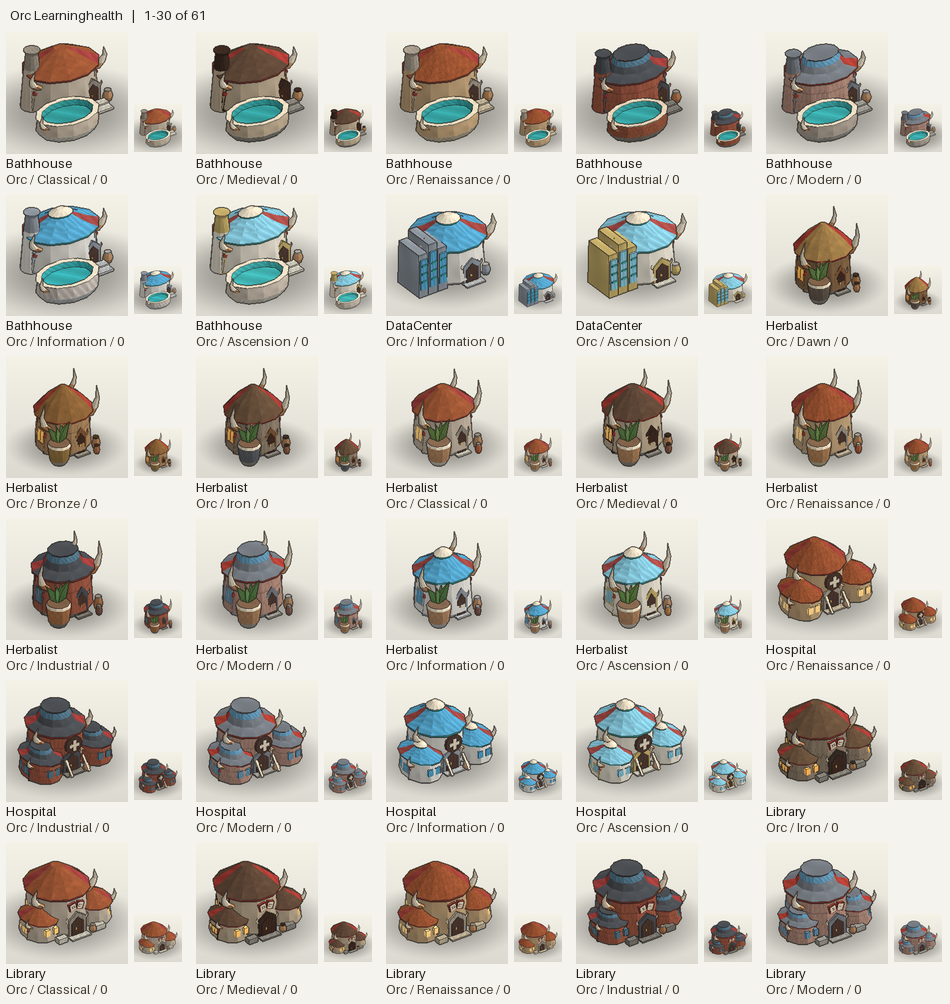 Orc Learninghealth | 1-30 of 61
Bathhouse
Orc / Classical / 0
Bathhouse
Orc / Medieval / 0
Bathhouse
Orc / Renaissance / 0
Bathhouse
Orc / Industrial / 0
Bathhouse
Orc / Modern / 0
Bathhouse
Orc / Information / 0
Bathhouse
Orc / Ascension / 0
DataCenter
Orc / Information / 0
DataCenter
Orc / Ascension / 0
Herbalist
Orc / Dawn / 0
Herbalist
Orc / Bronze / 0
Herbalist
Orc / Iron / 0
Herbalist
Orc / Classical / 0
Herbalist
Orc / Medieval / 0
Herbalist
Orc / Renaissance / 0
Herbalist
Orc / Industrial / 0
Herbalist
Orc / Modern / 0
Herbalist
Orc / Information / 0
Herbalist
Orc / Ascension / 0
Hospital
Orc / Renaissance / 0
Hospital
Orc / Industrial / 0
Hospital
Orc / Modern / 0
Hospital
Orc / Information / 0
Hospital
Orc / Ascension / 0
Library
Orc / Iron / 0
Library
Orc / Classical / 0
Library
Orc / Medieval / 0
Library
Orc / Renaissance / 0
Library
Orc / Industrial / 0
Library
Orc / Modern / 0